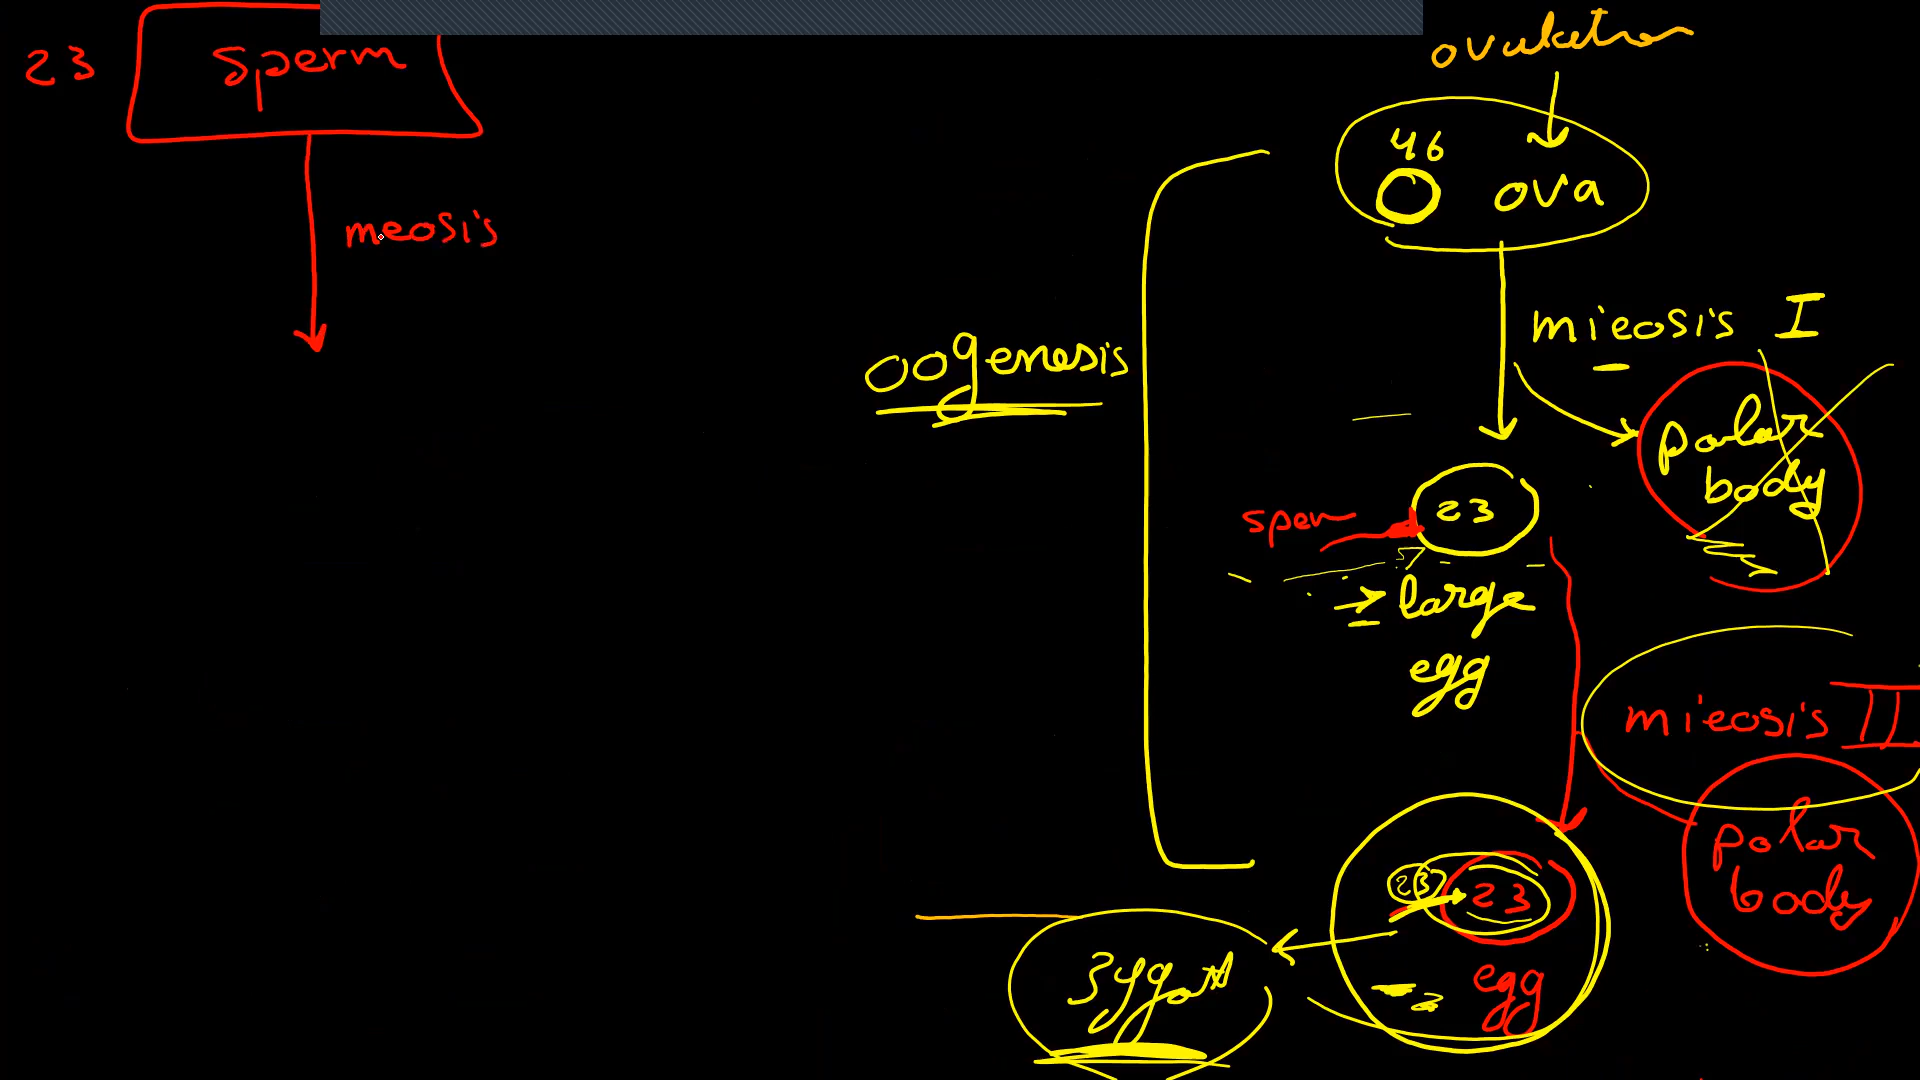 23 sperm
meosis
ovulation
46
ova
mieosis I
oogenesis
polar
body
23
sper
large
egg
mieosis II
polar
body
23 23
egg
zygote